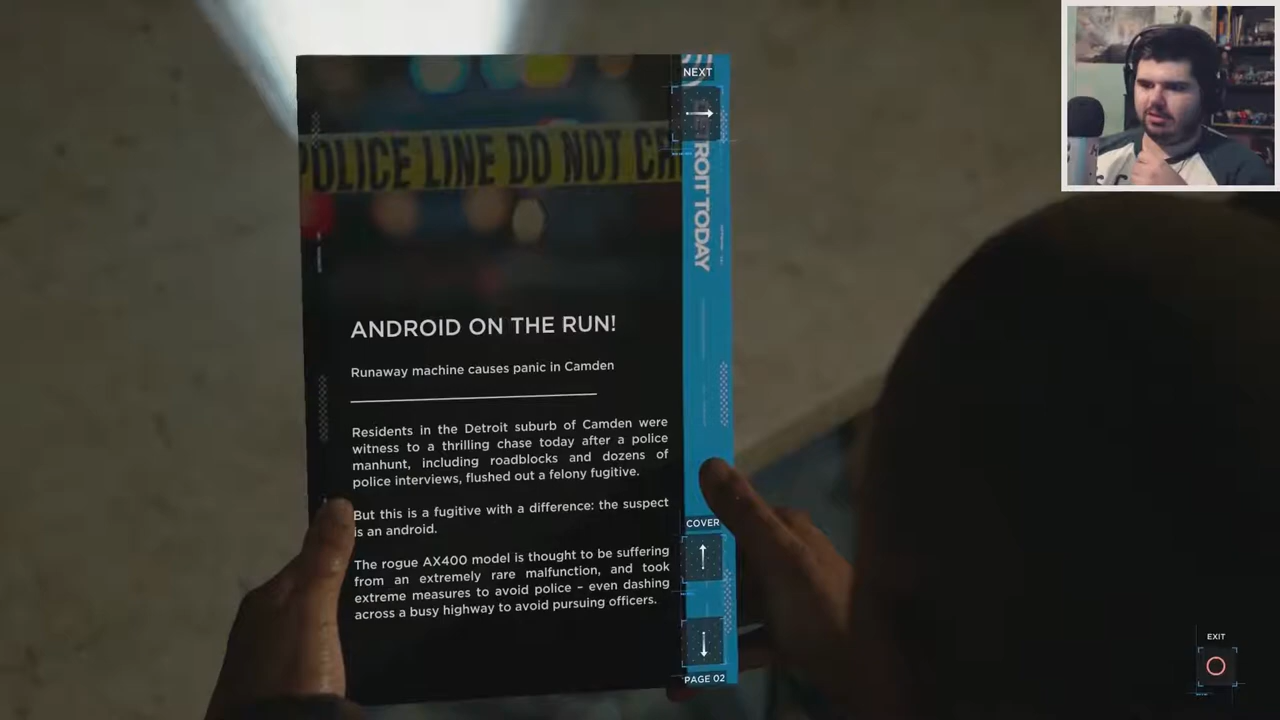 NEXT
POLICE LINE DO NOT CR
ROIT TODAY
ANDROID ON THE RUN!
Runaway machine causes panic in Camden
Residents in the Detroit suburb of Camden were
witness to a thrilling chase today after a police
manhunt, including roadblocks and dozens of
police interviews, flushed out a felony fugitive.
But this is a fugitive with a difference: the suspect
is an android.
The rogue AX400 model is thought to be suffering
from an extremely rare malfunction, and took
extreme measures to avoid police – even dashing
across a busy highway to avoid pursuing officers.
COVER
PAGE 02
EXIT